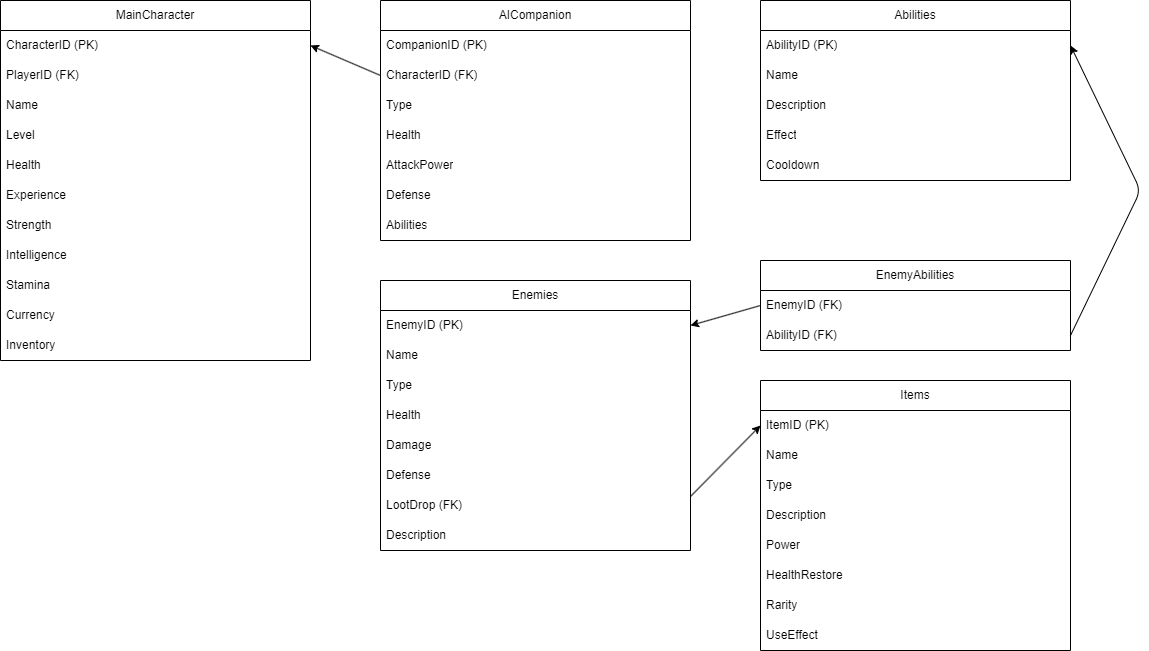 MainCharacter
CharacterID (PK)
PlayerID (FK)
Name
Level
Health
Experience
Strength
Intelligence
Stamina
Currency
Inventory
AICompanion
CompanionID (PK)
CharacterID (FK)
Type
Health
AttackPower
Defense
Abilities
Abilities
AbilityID (PK)
Name
Description
Effect
Cooldown
Enemies
EnemyID (PK)
Name
Type
Health
Damage
Defense
LootDrop (FK)
Description
EnemyAbilities
EnemyID (FK)
AbilityID (FK)
Items
ItemID (PK)
Name
Type
Description
Power
HealthRestore
Rarity
UseEffect